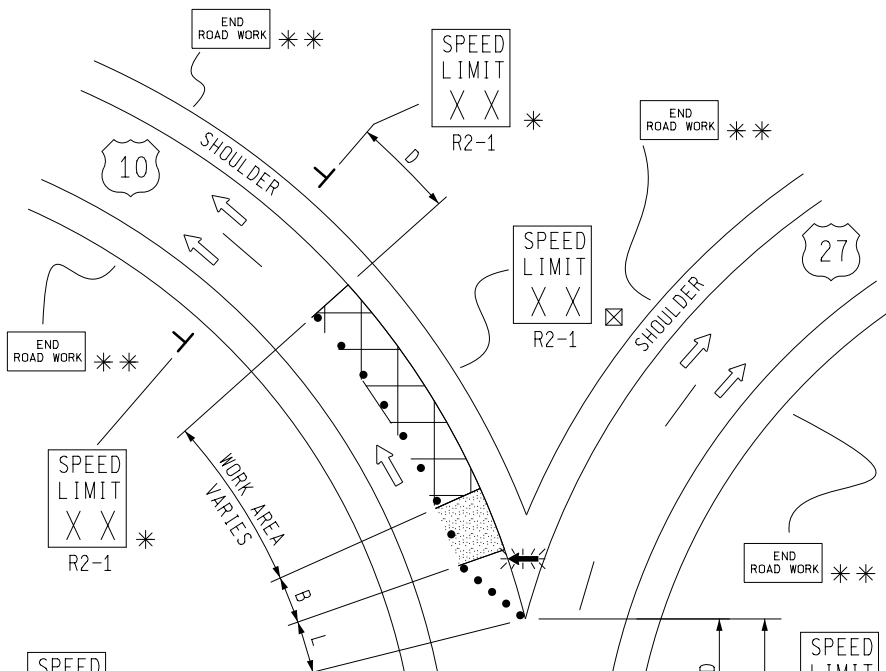 END
ROAD WORK **
SPEED
LIMIT
X X *
R2-1
END
ROAD WORK **
10
SHOULDER
D
27
SPEED
LIMIT
X X
R2-1
SHOULDER
END
ROAD WORK **
SPEED
LIMIT
X X *
R2-1
WORK AREA
VARIES
B
L
END
ROAD WORK **
SPEED
SPEED
LIMIT
D